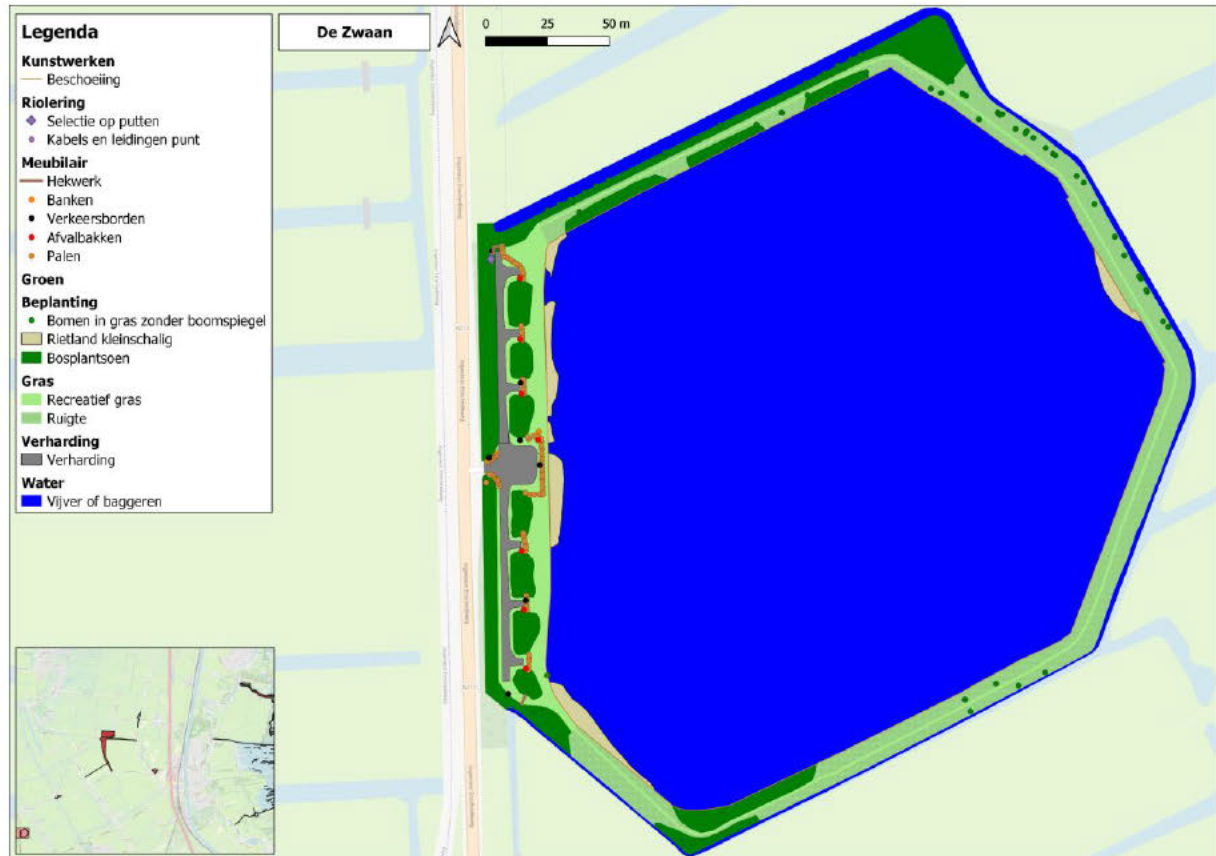 Legenda
Kunstwerken
Beschoeiing
Riolering
Selectie op putten
Kabels en leidingen punt
Meubilair
Hekwerk
Banken
Verkeersborden
Afvalbakken
Palen
Groen
Beplanting
Bomen in gras zonder boomspiegel
Rietland kleinschalig
Bosplantsoen
Gras
Recreatief gras
Ruigte
Verharding
Verharding
Water
Vijver of baggeren
De Zwaan
0 25 50 m